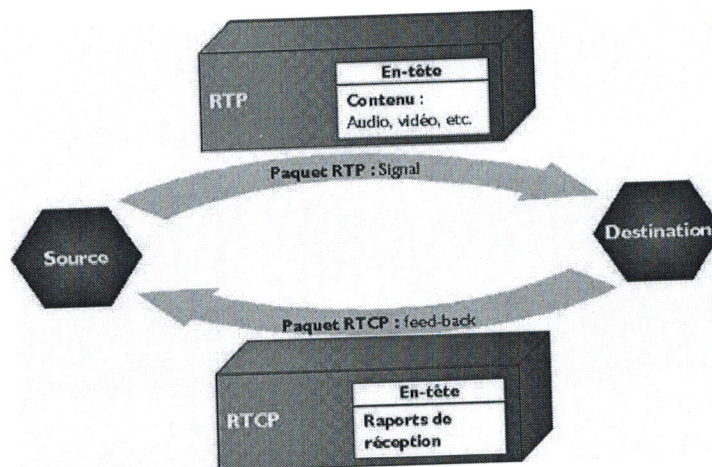 En-tête
RTP
Contenu :
Audio, vidéo, etc.
Paquet RTP : Signal
Source
Destination
Paquet RTCP : feed-back
En-tête
RTCP
Raports de
réception